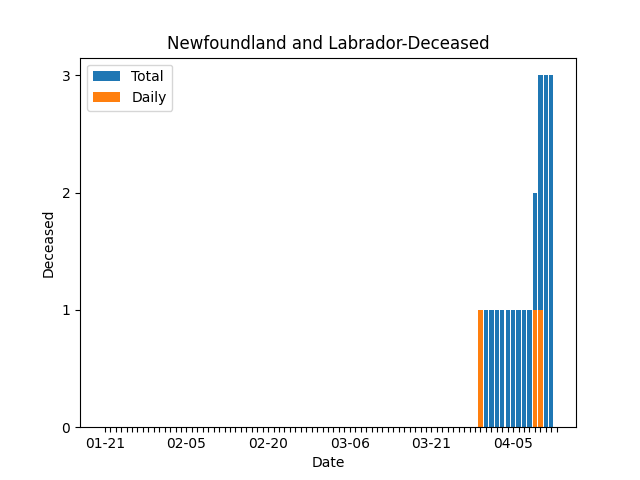 Newfoundland and Labrador-Deceased
Total
Daily
3
2
1
0
Deceased
01-21 02-05 02-20 03-06 03-21 04-05
Date